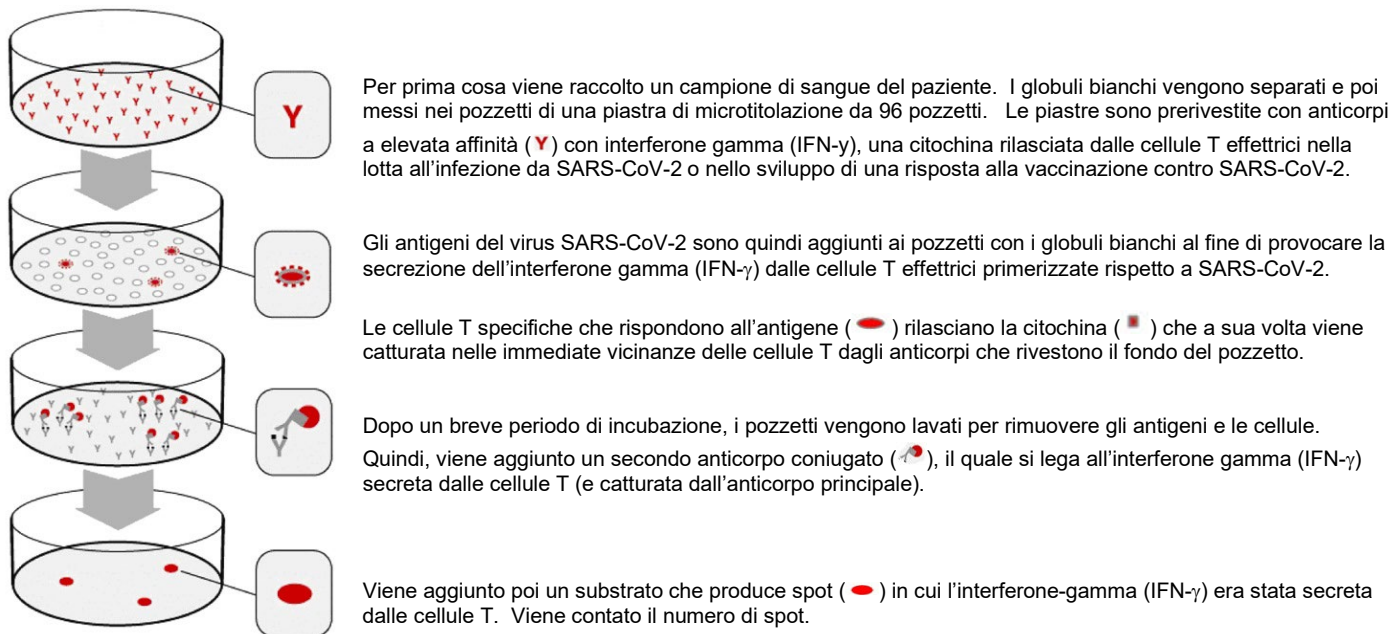 Per prima cosa viene raccolto un campione di sangue del paziente. I globuli bianchi vengono separati e poi
messi nei pozzetti di una piastra di microtitolazione da 96 pozzetti. Le piastre sono prerivestite con anticorpi
a elevata affinità (Y) con interferone gamma (IFN-y), una citochina rilasciata dalle cellule T effettrici nella
lotta all'infezione da SARS-CoV-2 o nello sviluppo di una risposta alla vaccinazione contro SARS-CoV-2.
Gli antigeni del virus SARS-CoV-2 sono quindi aggiunti ai pozzetti con i globuli bianchi al fine di provocare la
secrezione dell'interferone gamma (IFN-γ) dalle cellule T effettrici primerizzate rispetto a SARS-CoV-2.
Le cellule T specifiche che rispondono all'antigene ( ) rilasciano la citochina ( ) che a sua volta viene
catturata nelle immediate vicinanze delle cellule T dagli anticorpi che rivestono il fondo del pozzetto.
Dopo un breve periodo di incubazione, i pozzetti vengono lavati per rimuovere gli antigeni e le cellule.
Quindi, viene aggiunto un secondo anticorpo coniugato ( ), il quale si lega all'interferone gamma (IFN-γ)
secreta dalle cellule T (e catturata dall'anticorpo principale).
Viene aggiunto poi un substrato che produce spot ( ) in cui l'interferone-gamma (IFN-γ) era stata secreta
dalle cellule T. Viene contato il numero di spot.